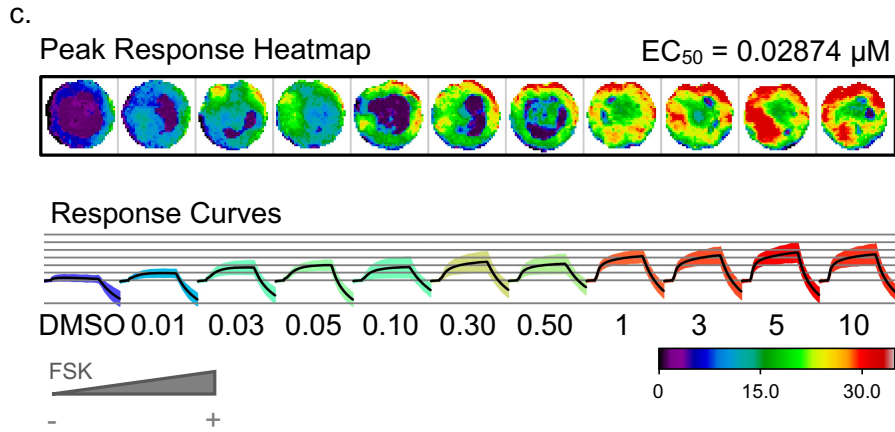 c.
Peak Response Heatmap EC50 = 0.02874 µM
Response Curves
DMSO 0.01 0.03 0.05 0.10 0.30 0.50 1 3 5 10
FSK
- +
0 15.0 30.0